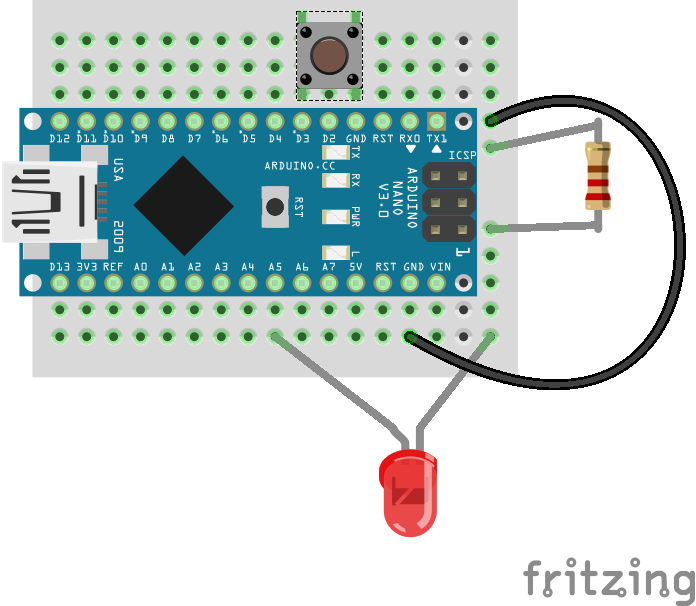 D12 D11 D10 D9 D8 D7 D6 D5 D4 D3 D2 GND RST RX0 TX1
ICSP
TX
ARDUINO.CC
RX
USA
2009
RST
PWR
ARDUINO
NANO
V3.0
L
1
D13 3V3 REF A0 A1 A2 A3 A4 A5 A6 A7 5V RST GND VIN
fritzing